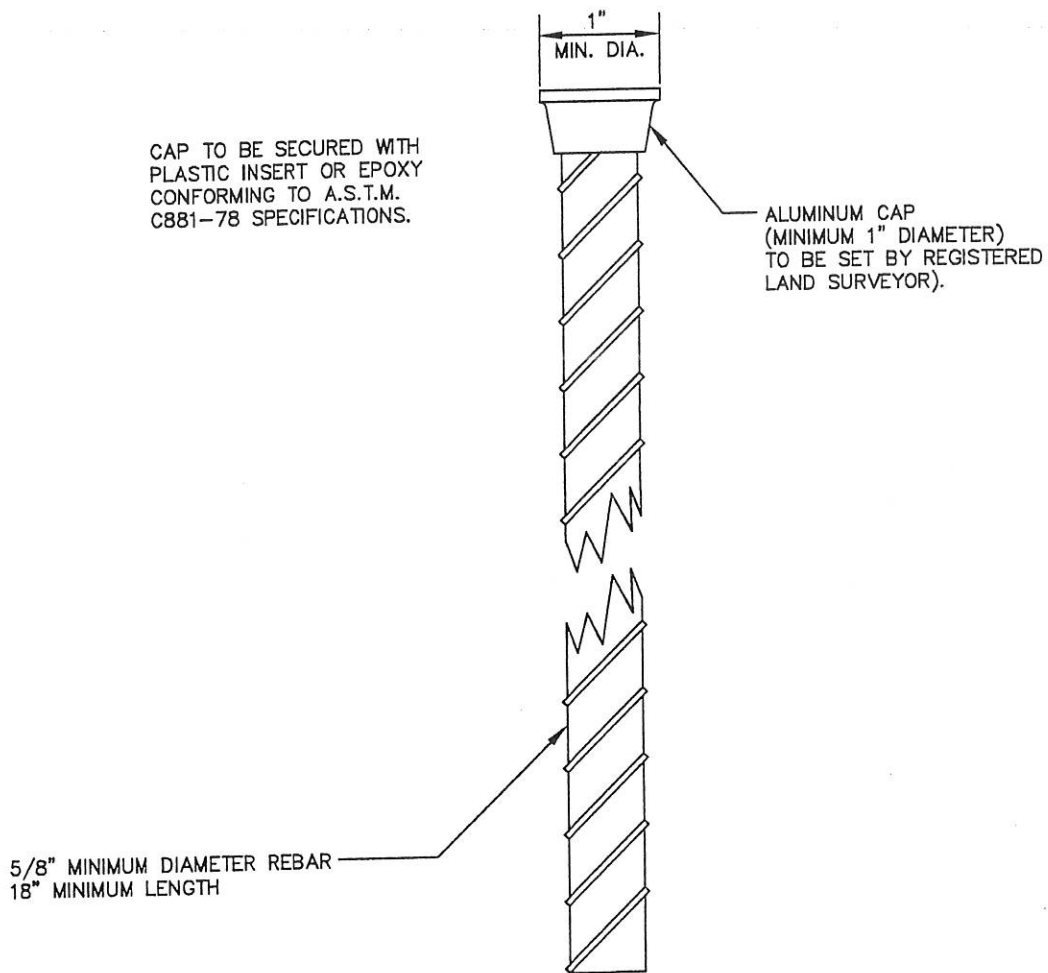 1"
MIN. DIA.
CAP TO BE SECURED WITH
PLASTIC INSERT OR EPOXY
CONFORMING TO A.S.T.M.
C881-78 SPECIFICATIONS.
ALUMINUM CAP
(MINIMUM 1" DIAMETER)
TO BE SET BY REGISTERED
LAND SURVEYOR).
5/8" MINIMUM DIAMETER REBAR
18" MINIMUM LENGTH